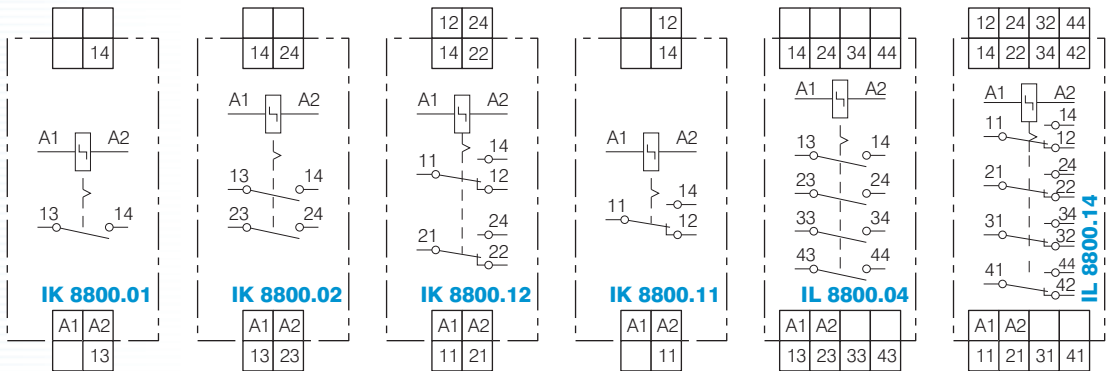 14
A1 A2
13 14
IK 8800.01
A1 A2
13
14 24
A1 A2
13 14
23 24
IK 8800.02
A1 A2
13 23
12 24
14 22
A1 A2
14
11
12
24
21
22
IK 8800.12
A1 A2
11 21
12
14
A1 A2
14
11
12
IK 8800.11
A1 A2
11
14 24 34 44
A1 A2
13 14
23 24
33 34
43 44
IL 8800.04
A1 A2
13 23 33 43
12 24 32 44
14 22 34 42
A1 A2
14
11
12
24
21
22
34
31
32
44
41
42
IL 8800.14
A1 A2
11 21 31 41